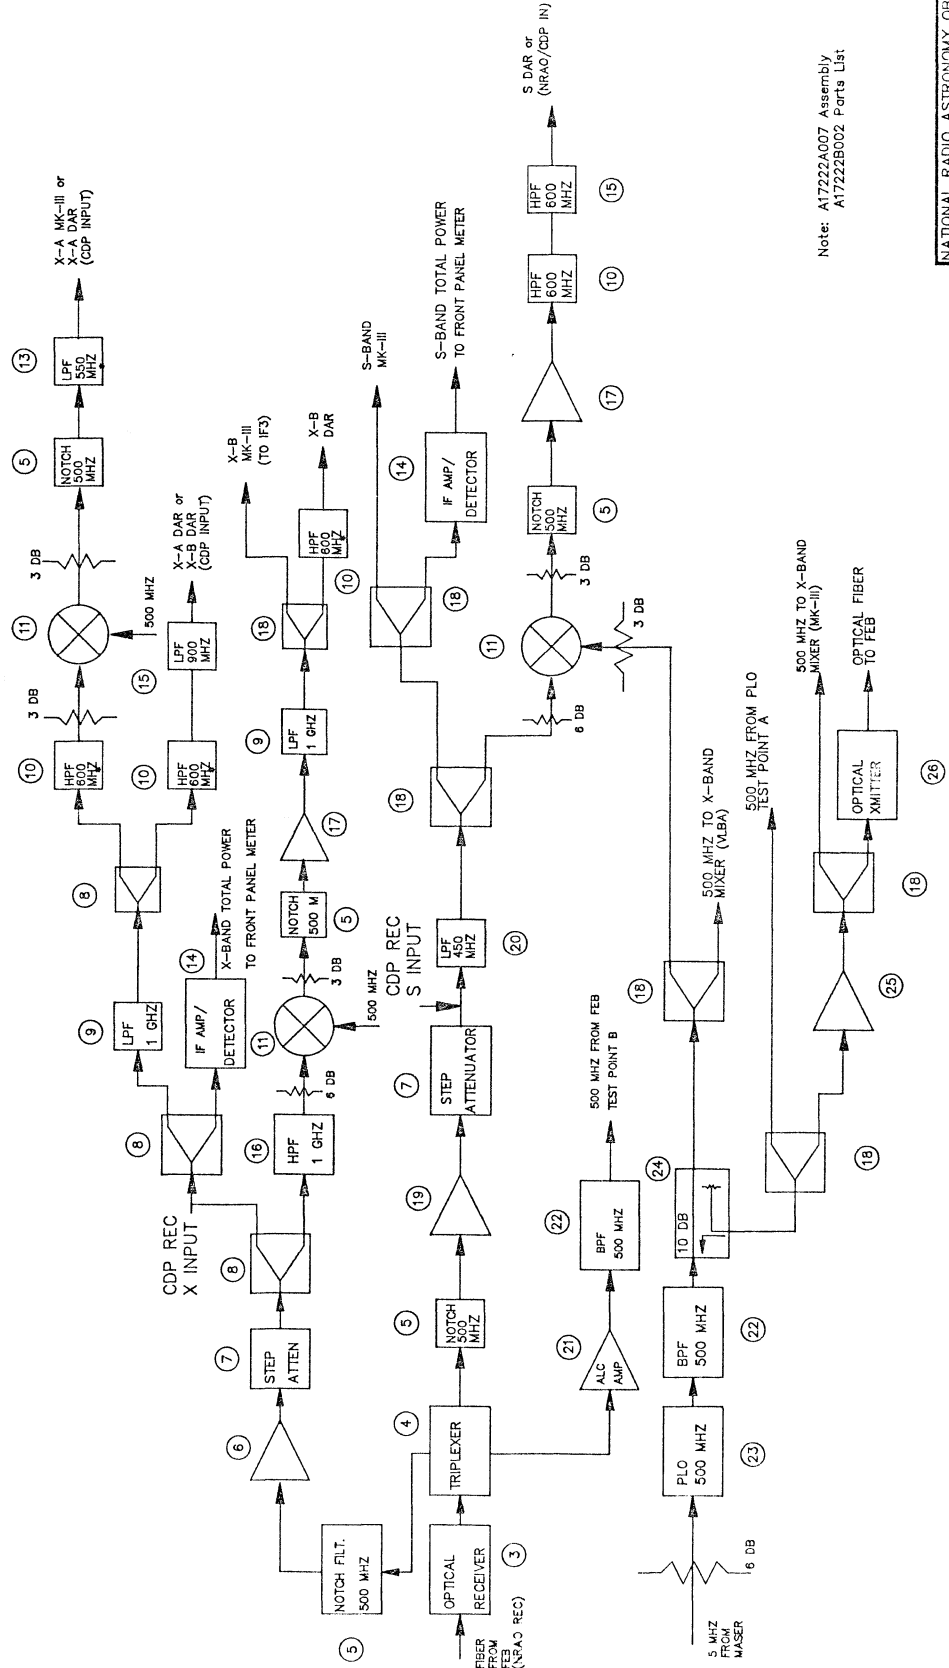 X-A MK-III or
X-A DAR
(CDP INPUT)
13
LPF
550
MHZ
5
NOTCH
500
MHZ
3 DB
11
500 MHZ
3 DB
10
HPF
600
MHZ
X-A DAR or
X-B DAR
(CDP INPUT)
15
LPF
900
MHZ
10
HPF
600
MHZ
8
9
LPF
1 GHZ
8
14
IF AMP/
DETECTOR
X-BAND TOTAL POWER
TO FRONT PANEL METER
CDP REC
X INPUT
X-B
MK-III
(TO IF3)
X-B
DAR
HPF
600
MHZ
10
18
9
LPF
1 GHZ
17
NOTCH
500 M
5
3 DB
11
500 MHZ
6 DB
16
HPF
1 GHZ
8
7
STEP
ATTEN
6
NOTCH FILT.
500 MHZ
5
S-BAND
MK-III
S-BAND TOTAL POWER
TO FRONT PANEL METER
14
IF AMP/
DETECTOR
18
18
CDP REC
S INPUT
LPF
450
MHZ
20
7
STEP
ATTENUATOR
19
5
NOTCH
500
MHZ
4
TRIPLEXER
OPTICAL
RECEIVER
3
FIBER
FROM
FEB
(NRAO REC)
S DAR or
(NRAO/CDP IN)
HPF
600
MHZ
15
HPF
600
MHZ
10
17
NOTCH
500
MHZ
5
3 DB
11
3 DB
6 DB
500 MHZ FROM FEB
TEST POINT B
22
BPF
500 MHZ
21
ALC
AMP
500 MHZ TO X-BAND
MIXER (VLBA)
18
24
10 DB
BPF
500 MHZ
22
PLO
500 MHZ
23
6 DB
5 MHZ
FROM
MASER
500 MHZ FROM PLO
TEST POINT A
18
500 MHZ TO X-BAND
MIXER (MK-III)
OPTICAL FIBER
TO FEB
OPTICAL
XMITTER
26
18
25
Note: A17222A007 Assembly
A17222B002 Parts List
NATIONAL RADIO ASTRONOMY